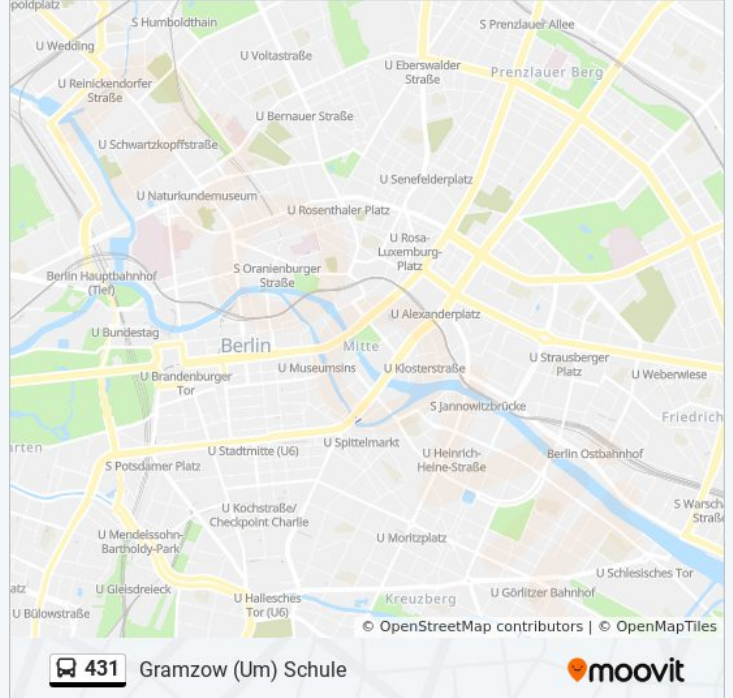 poldplatz
S Humboldthain
S Prenzlauer Allee
U Wedding
U Voltastraße
U Eberswalder
Straße
Prenzlauer Berg
U Reinickendorfer
Straße
U Bernauer Straße
U Schwartzkopffstraße
U Senefelderplatz
U Naturkundemuseum
U Rosenthaler Platz
U Rosa-
Luxemburg-
Platz
Berlin Hauptbahnhof
(Tief)
S Oranienburger
Straße
U Alexanderplatz
U Bundestag
Berlin
Mitte
U Strausberger
Platz
U Museumsins
U Klosterstraße
U Weberwiese
U Brandenburger
Tor
S Jannowitzbrücke
Friedrich
rten
U Stadtmitte (U6)
U Spittelmarkt
U Heinrich-
Heine-Straße
Berlin Ostbahnhof
S Potsdamer Platz
S Warsch
Straße
U Kochstraße/
Checkpoint Charlie
U Mendelssohn-
Bartholdy-Park
U Moritzplatz
U Schlesisches Tor
atz
U Gleisdreieck
U Hallesches
Tor (U6)
Kreuzberg
U Görlitzer Bahnhof
U Bülowstraße
© OpenStreetMap contributors | © OpenMapTiles
431 Gramzow (Um) Schule
moovit